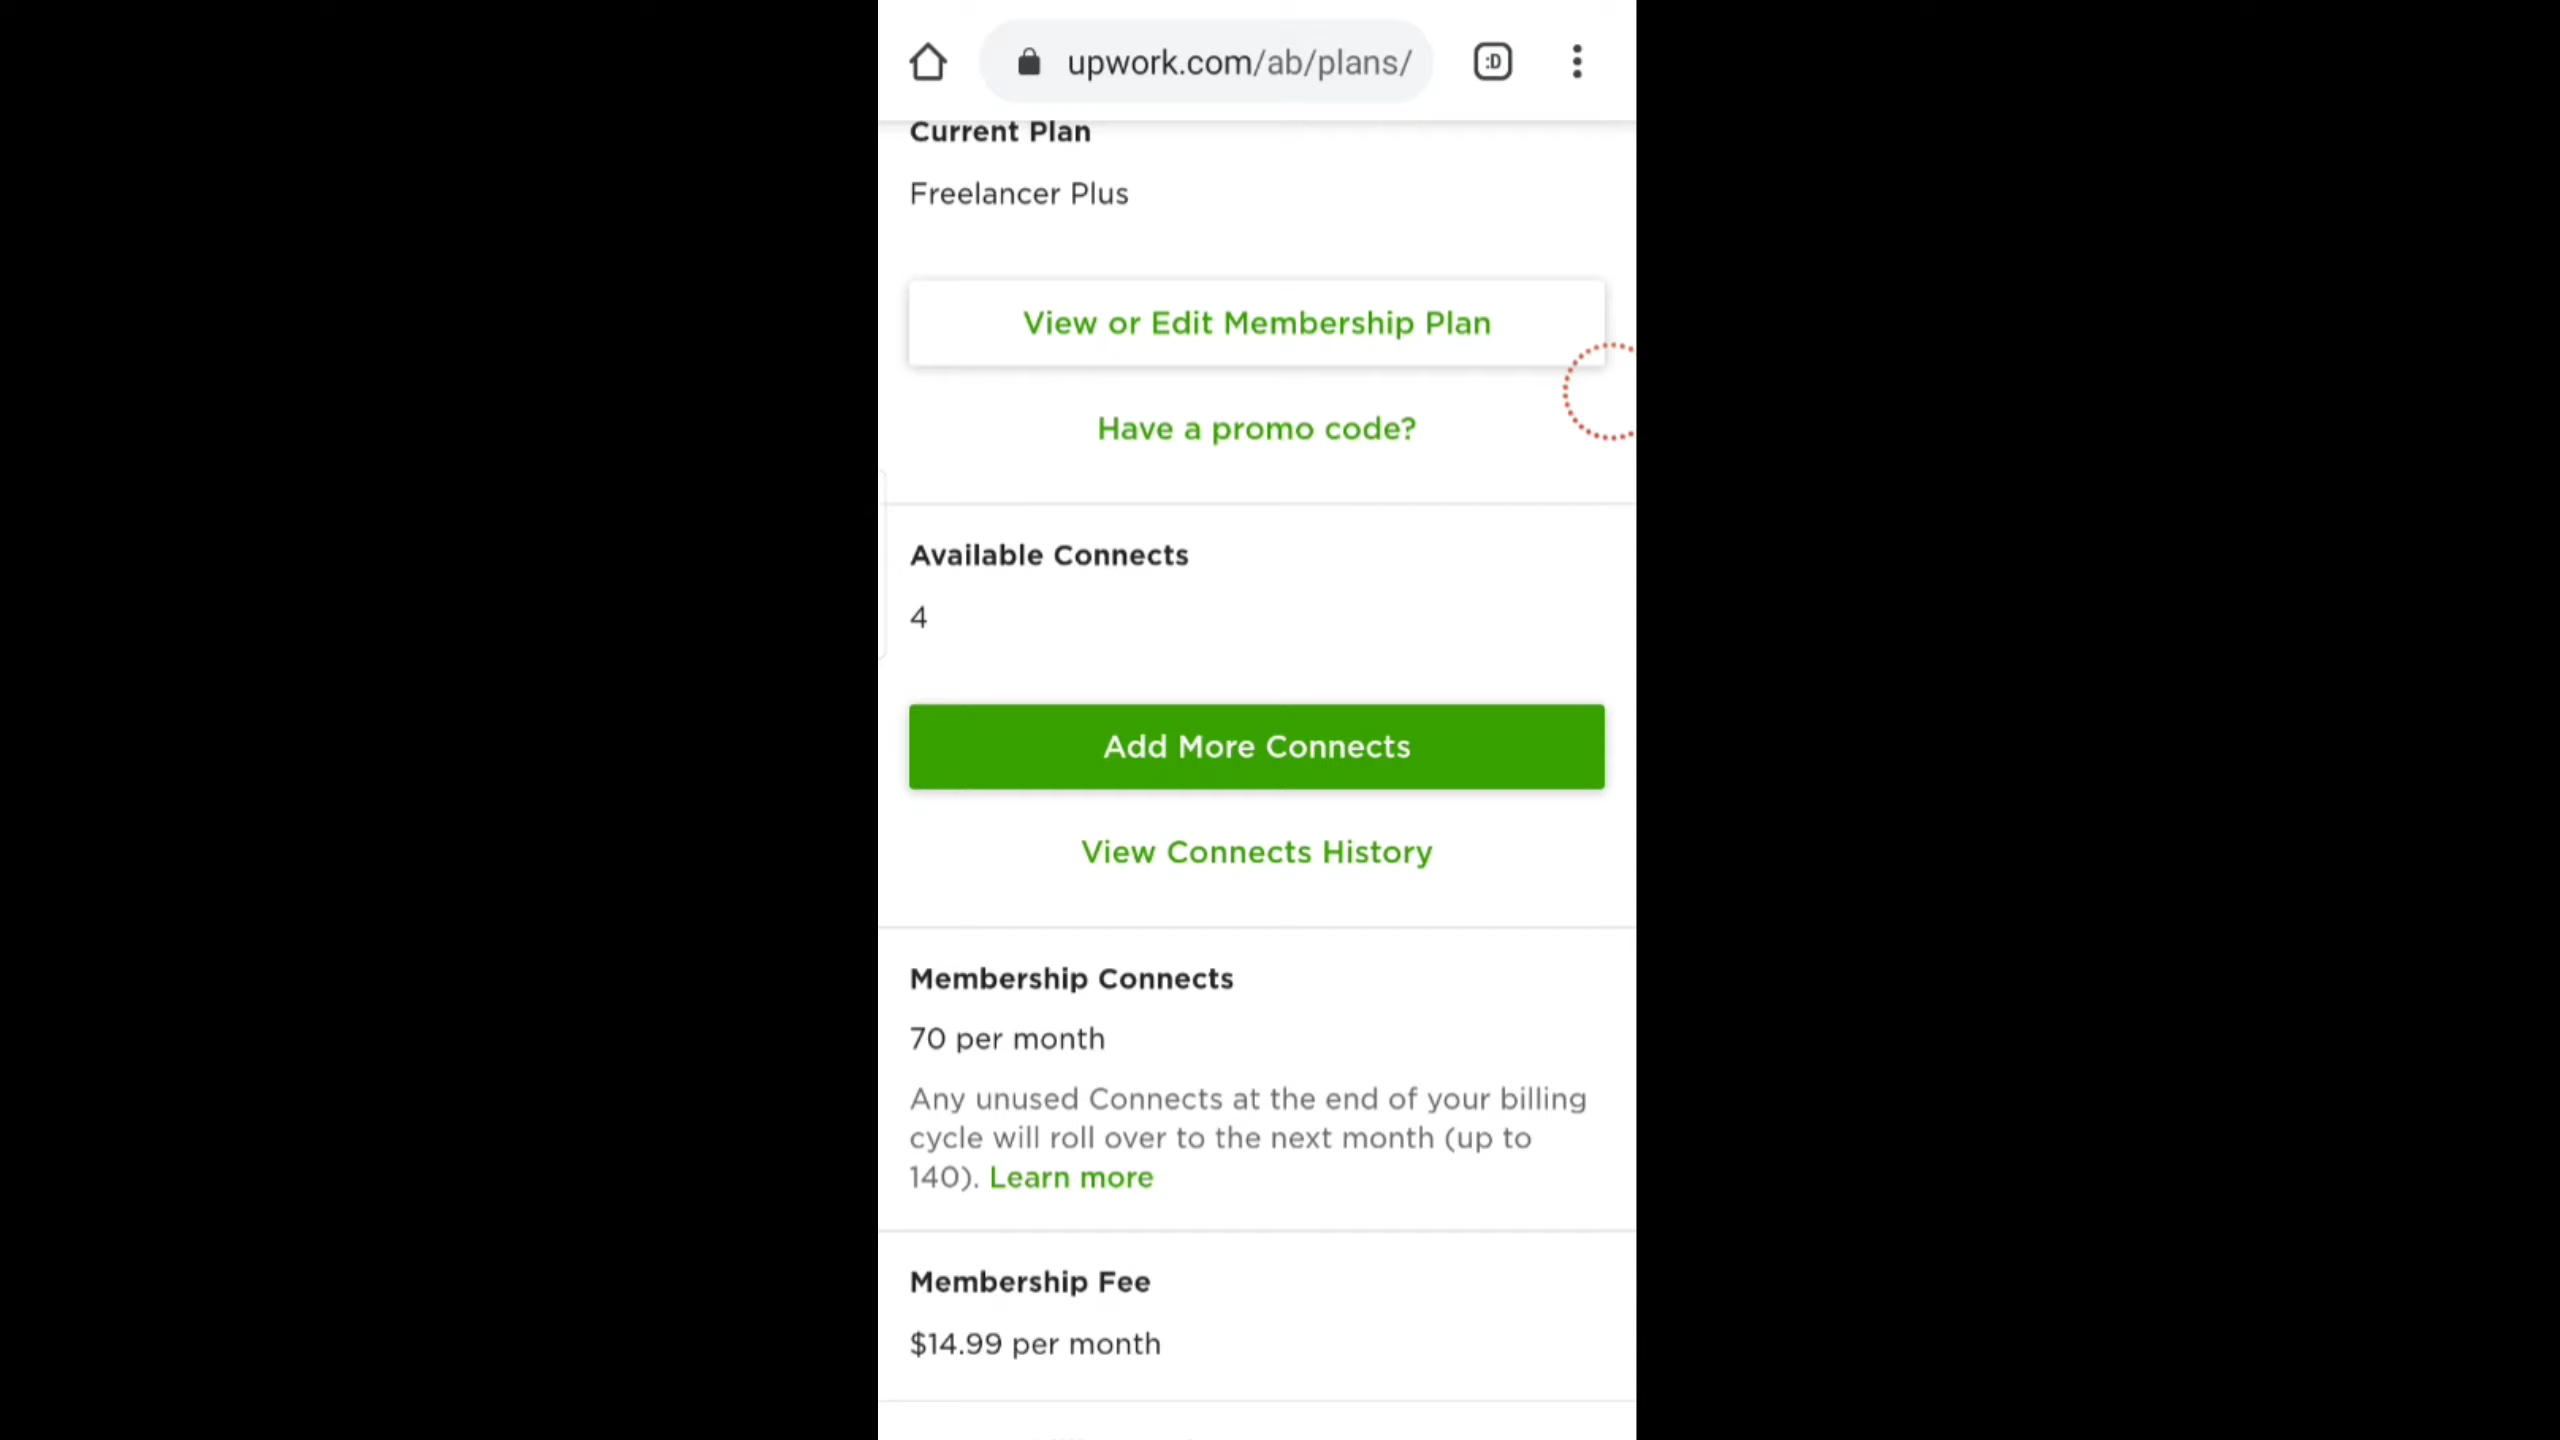 upwork.com/ab/plans/
:D
Current Plan
Freelancer Plus
View or Edit Membership Plan
Have a promo code?
Available Connects
4
Add More Connects
View Connects History
Membership Connects
70 per month
Any unused Connects at the end of your billing
cycle will roll over to the next month (up to
140). Learn more
Membership Fee
$14.99 per month